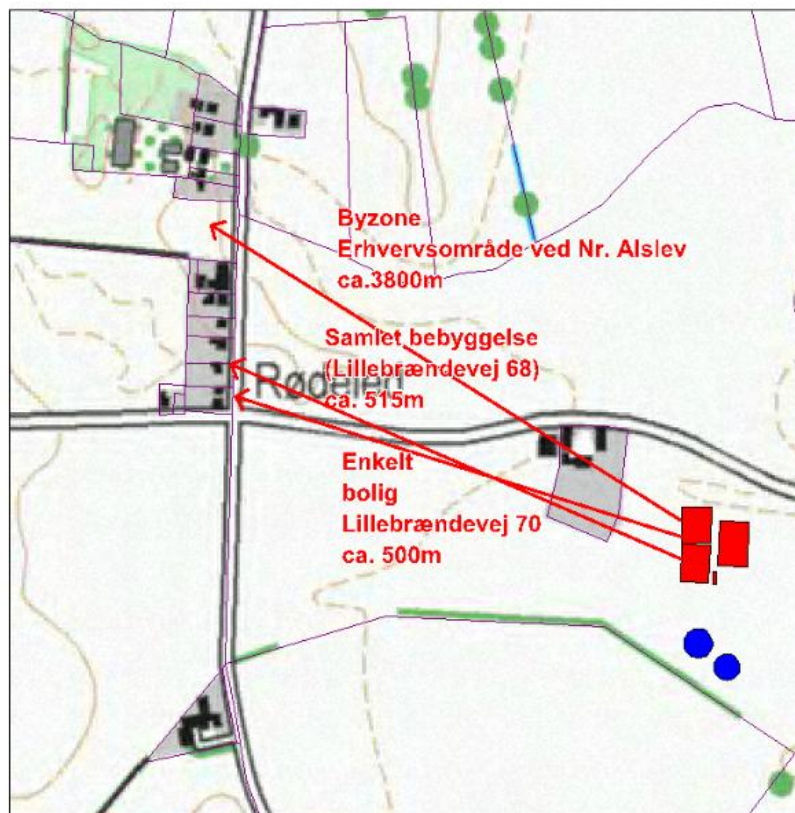 Byzone
Erhvervsområde ved Nr. Alslev
ca.3800m
Samlet bebyggelse
(Lillebrændevej 68)
ca. 515m
Rødeled
Enkelt
bolig
Lillebrændevej 70
ca. 500m